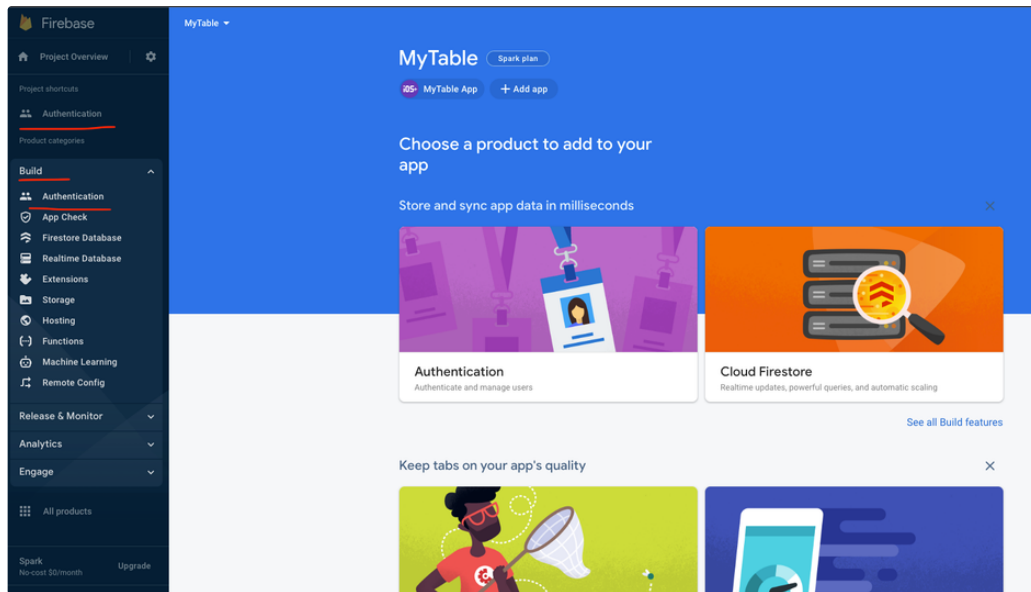 Firebase
Project Overview
Project shortcuts
Authentication
Product categories
Build
Authentication
App Check
Firestore Database
Realtime Database
Extensions
Storage
Hosting
Functions
Machine Learning
Remote Config
Release & Monitor
Analytics
Engage
All products
Spark
No-cost $0/month
Upgrade
MyTable
MyTable Spark plan
iOS+ MyTable App + Add app
Choose a product to add to your
app
Store and sync app data in milliseconds
Authentication
Authenticate and manage users
Cloud Firestore
Realtime updates, powerful queries, and automatic scaling
See all Build features
Keep tabs on your app's quality